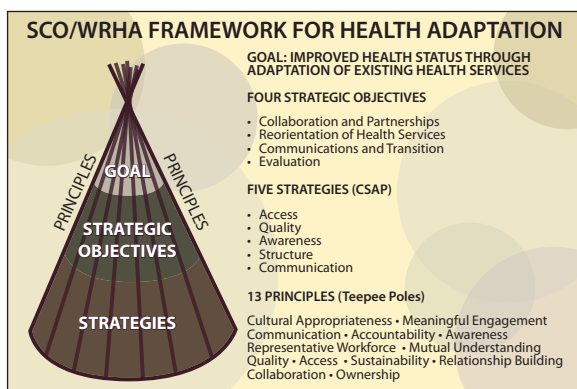 SCO/WRHA FRAMEWORK FOR HEALTH ADAPTATION
GOAL: IMPROVED HEALTH STATUS THROUGH
ADAPTATION OF EXISTING HEALTH SERVICES
FOUR STRATEGIC OBJECTIVES
• Collaboration and Partnerships
• Reorientation of Health Services
• Communications and Transition
• Evaluation
FIVE STRATEGIES (CSAP)
• Access
• Quality
• Awareness
• Structure
• Communication
13 PRINCIPLES (Teepee Poles)
Cultural Appropriateness • Meaningful Engagement
Communication • Accountability • Awareness
Representative Workforce • Mutual Understanding
Quality • Access • Sustainability • Relationship Building
Collaboration • Ownership
PRINCIPLES
PRINCIPLES
GOAL
STRATEGIC
OBJECTIVES
STRATEGIES